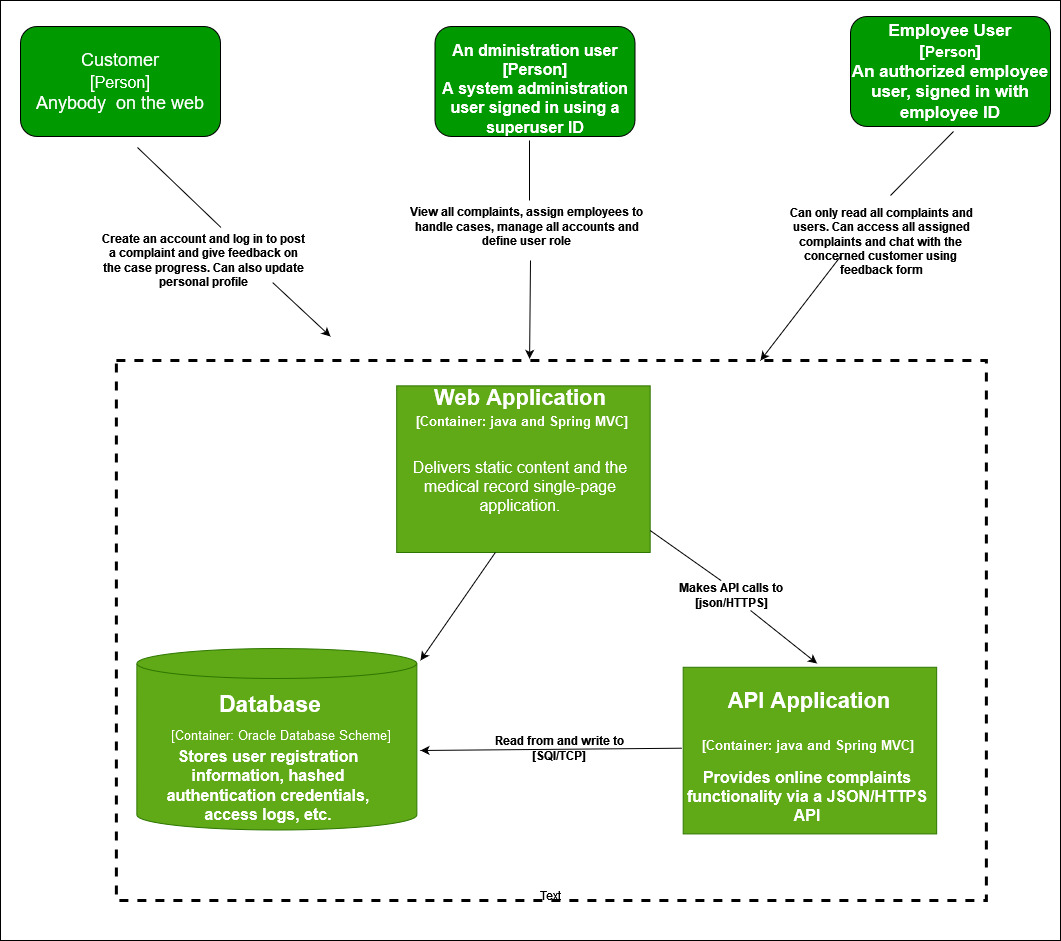 Customer
[Person]
Anybody  on the web
An dministration user
[Person]
A system administration
user signed in using a
superuser ID
Employee User
[Person]
An authorized employee
user, signed in with
employee ID
Create an account and log in to post
a complaint and give feedback on
the case progress. Can also update
personal profile
View all complaints, assign employees to
handle cases, manage all accounts and
define user role
Can only read all complaints and
users. Can access all assigned
complaints and chat with the
concerned customer using
feedback form
Web Application
[Container: java and Spring MVC]
Delivers static content and the
medical record single-page
application.
Makes API calls to
[json/HTTPS]
Database
[Container: Oracle Database Scheme]
Stores user registration
information, hashed
authentication credentials,
access logs, etc.
Read from and write to
[SQl/TCP]
API Application
[Container: java and Spring MVC]
Provides online complaints
functionality via a JSON/HTTPS
API
Text